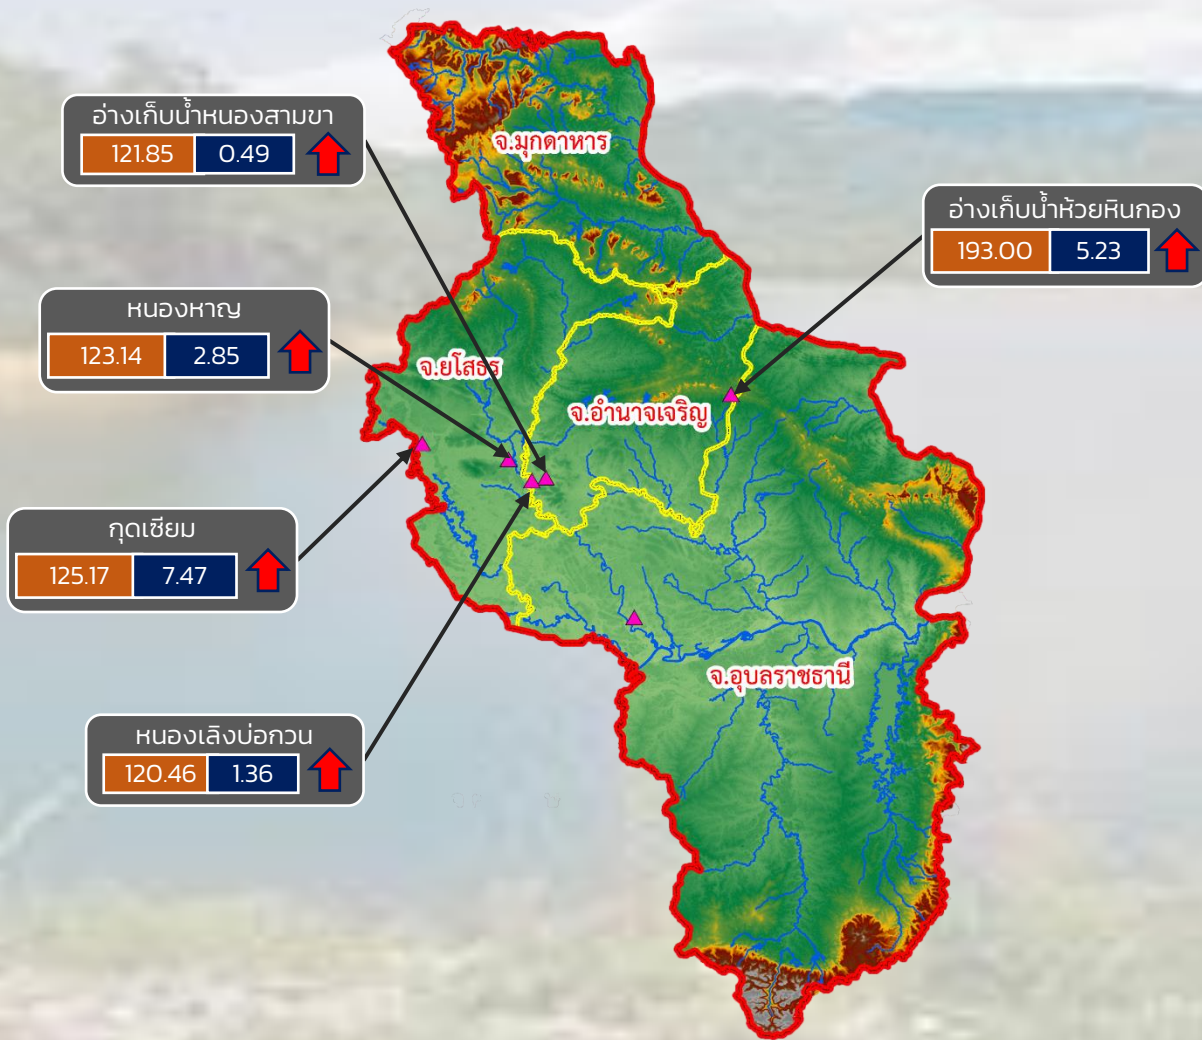 อ่างเก็บน้ำหนองสามขา
121.85 0.49
จ.มุกดาหาร
อ่างเก็บน้ำห้วยหินกอง
193.00 5.23
หนองหาญ
123.14 2.85
จ.ยโสธร
จ.อำนาจเจริญ
กุดเซียม
125.17 7.47
จ.อุบลราชธานี
หนองเลิงบ่อกวน
120.46 1.36